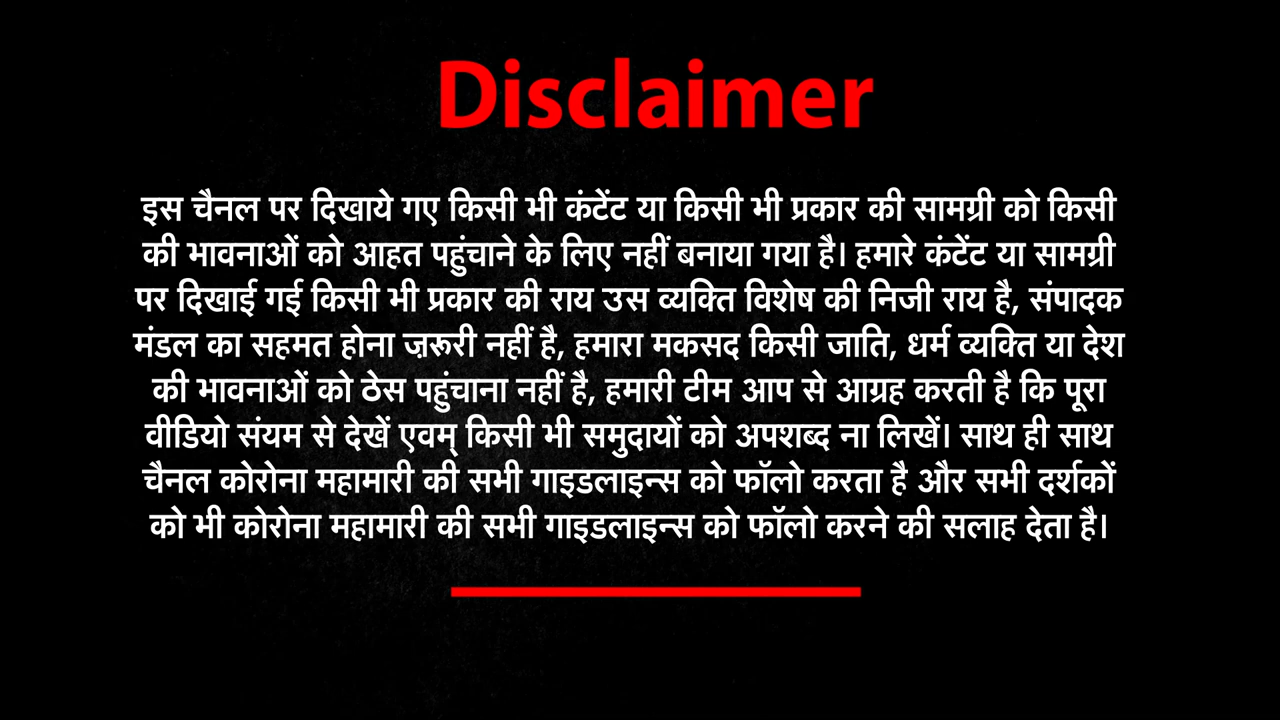 Disclaimer
इस चैनल पर दिखाये गए किसी भी कंटेंट या किसी भी प्रकार की सामग्री को किसी
की भावनाओं को आहत पहुंचाने के लिए नहीं बनाया गया है। हमारे कंटेंट या सामग्री
पर दिखाई गई किसी भी प्रकार की राय उस व्यक्ति विशेष की निजी राय है, संपादक
मंडल का सहमत होना ज़रूरी नहीं है, हमारा मकसद किसी जाति, धर्म व्यक्ति या देश
की भावनाओं को ठेस पहुंचाना नहीं है, हमारी टीम आप से आग्रह करती है कि पूरा
वीडियो संयम से देखें एवम् किसी भी समुदायों को अपशब्द ना लिखें। साथ ही साथ
चैनल कोरोना महामारी की सभी गाइडलाइन्स को फॉलो करता है और सभी दर्शकों
को भी कोरोना महामारी की सभी गाइडलाइन्स को फॉलो करने की सलाह देता है।